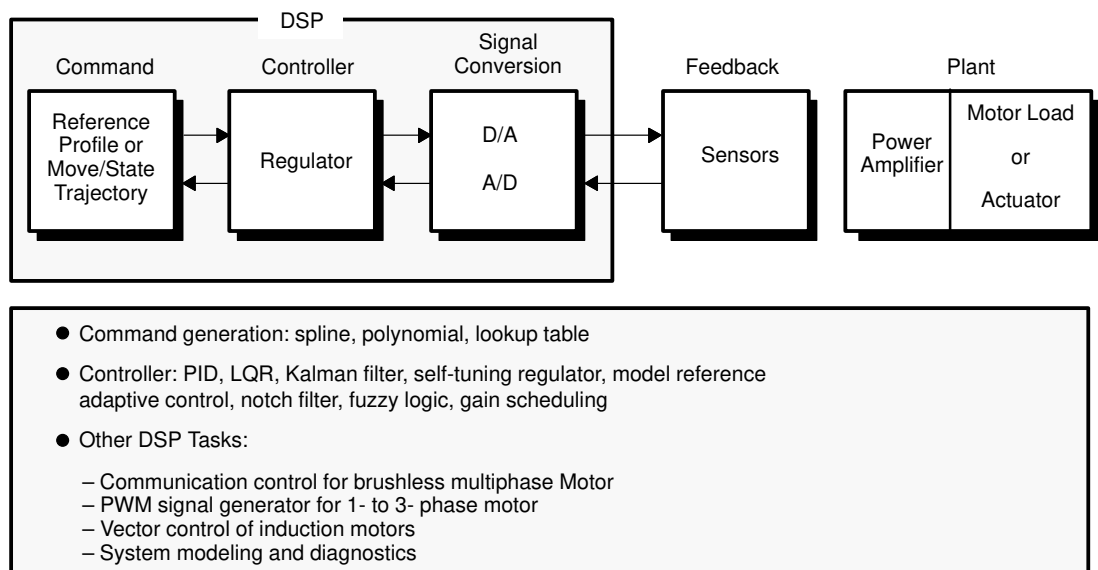 DSP
Command
Controller
Signal
Conversion
Feedback
Plant
Reference
Profile or
Move/State
Trajectory
Regulator
D/A
A/D
Sensors
Power
Amplifier
Motor Load
or
Actuator
● Command generation: spline, polynomial, lookup table
● Controller: PID, LQR, Kalman filter, self-tuning regulator, model reference
adaptive control, notch filter, fuzzy logic, gain scheduling
● Other DSP Tasks:
– Communication control for brushless multiphase Motor
– PWM signal generator for 1- to 3- phase motor
– Vector control of induction motors
– System modeling and diagnostics